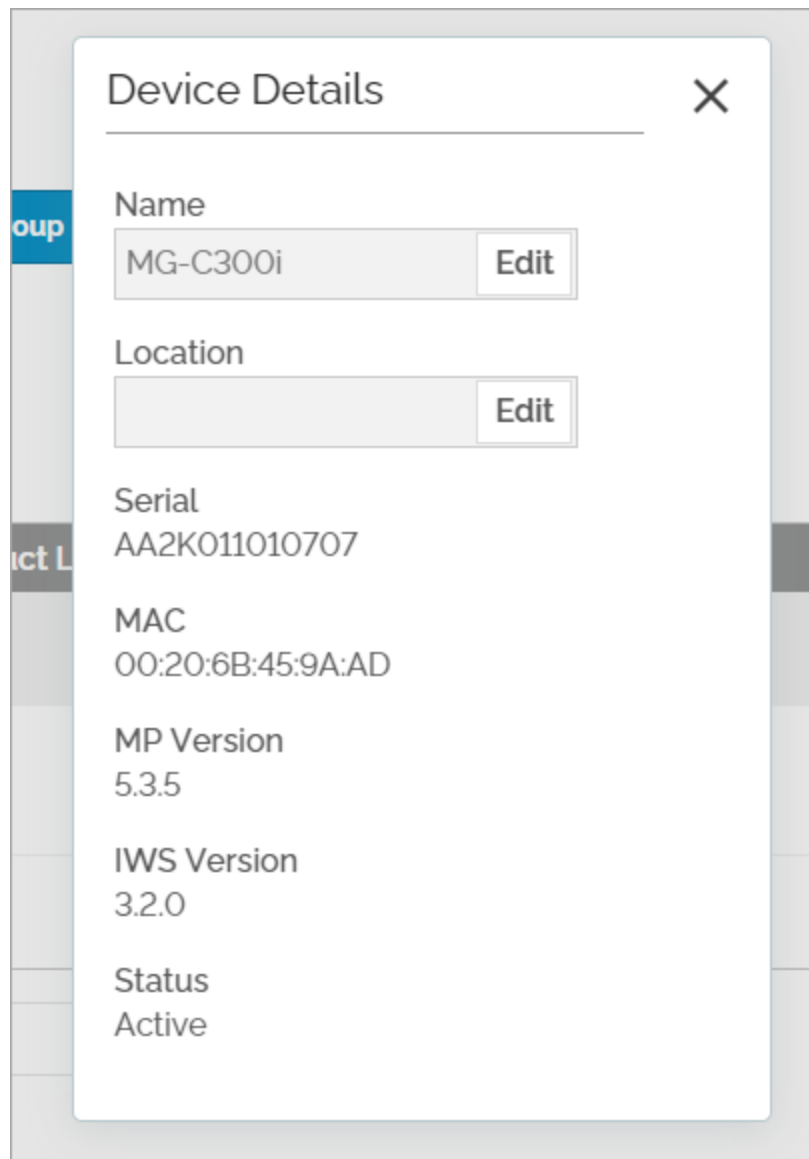 Device Details
Name
MG-C300i
Edit
Location
Edit
Serial
AA2K011010707
MAC
00:20:6B:45:9A:AD
MP Version
5.3.5
IWS Version
3.2.0
Status
Active
oup
uct L